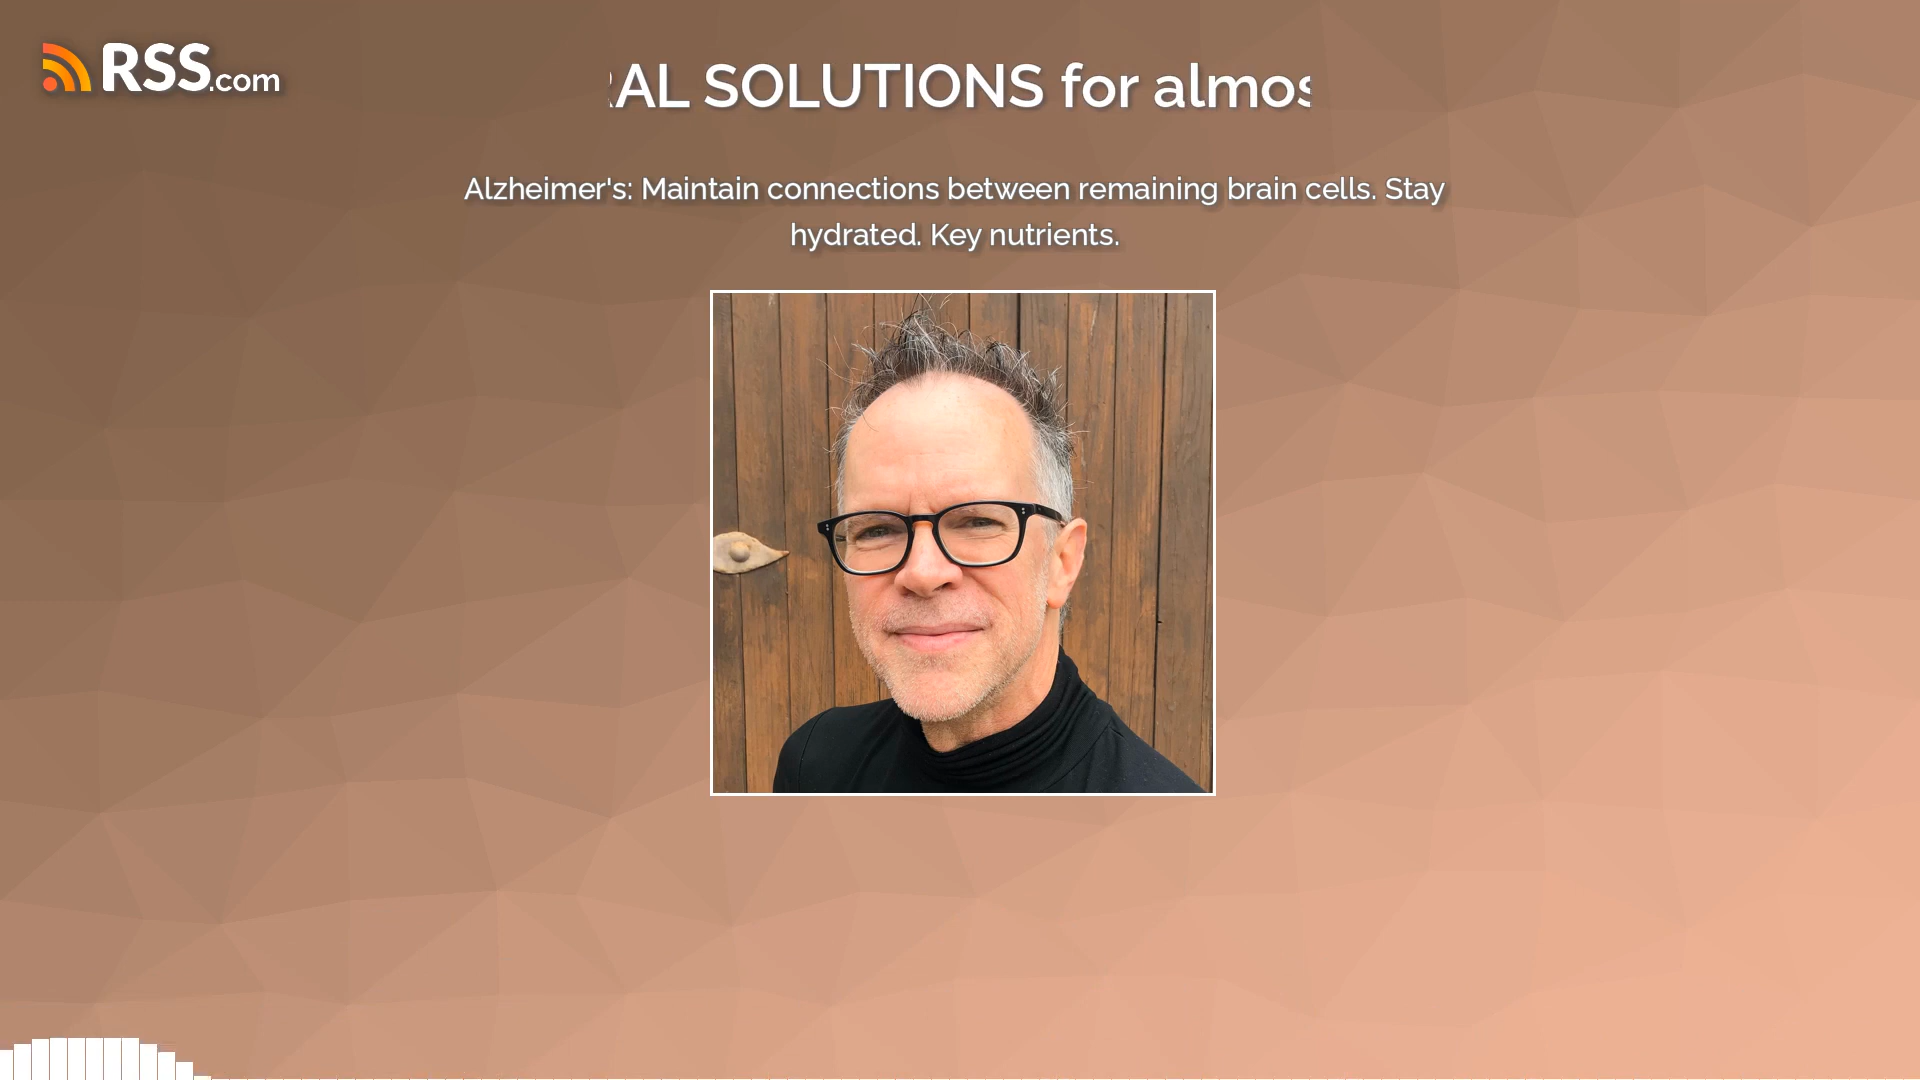 RSS.com
AL SOLUTIONS for almos
Alzheimer's: Maintain connections between remaining brain cells. Stay
hydrated. Key nutrients.